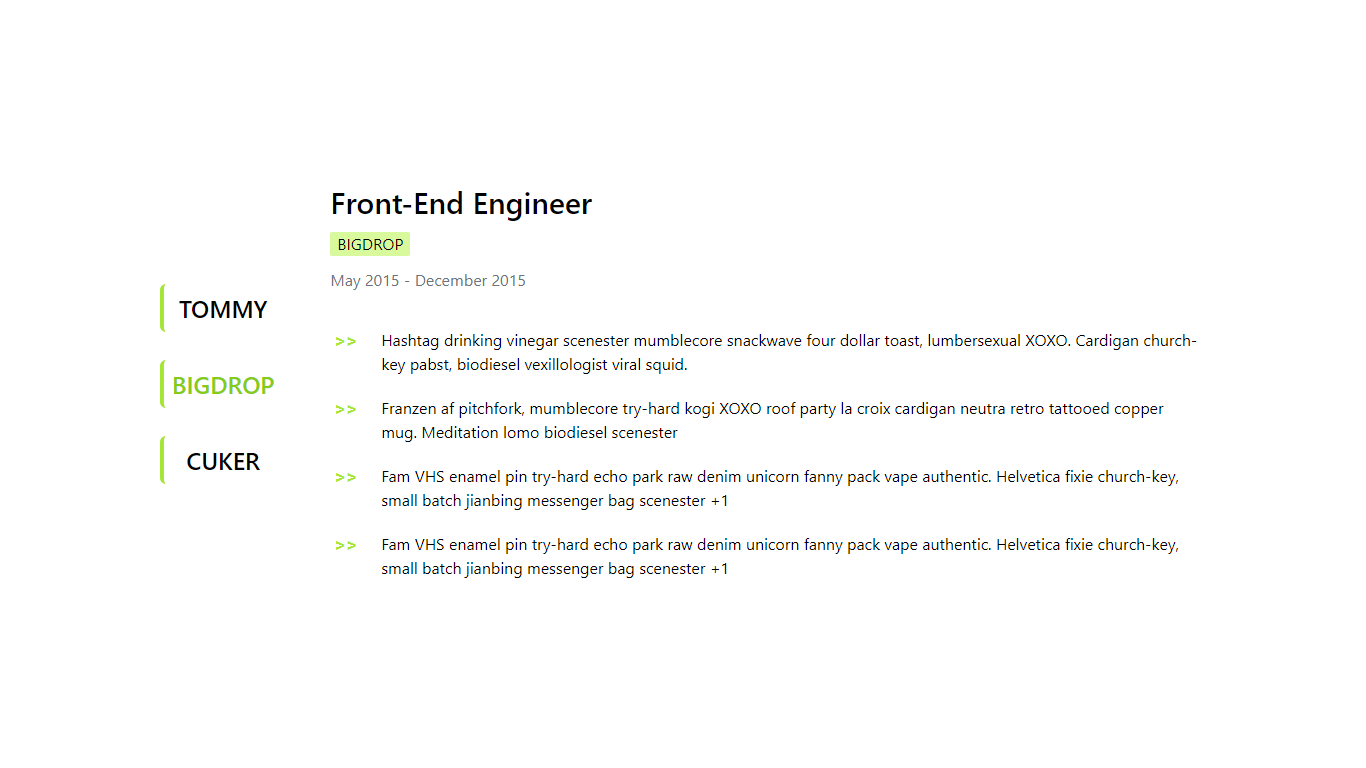 Front-End Engineer
BIGDROP
May 2015 - December 2015
TOMMY
BIGDROP
CUKER
>> Hashtag drinking vinegar scenester mumblecore snackwave four dollar toast, lumbersexual XOXO. Cardigan church-
key pabst, biodiesel vexillologist viral squid.
>> Franzen af pitchfork, mumblecore try-hard kogi XOXO roof party la croix cardigan neutra retro tattooed copper
mug. Meditation lomo biodiesel scenester
>> Fam VHS enamel pin try-hard echo park raw denim unicorn fanny pack vape authentic. Helvetica fixie church-key,
small batch jianbing messenger bag scenester +1
>> Fam VHS enamel pin try-hard echo park raw denim unicorn fanny pack vape authentic. Helvetica fixie church-key,
small batch jianbing messenger bag scenester +1